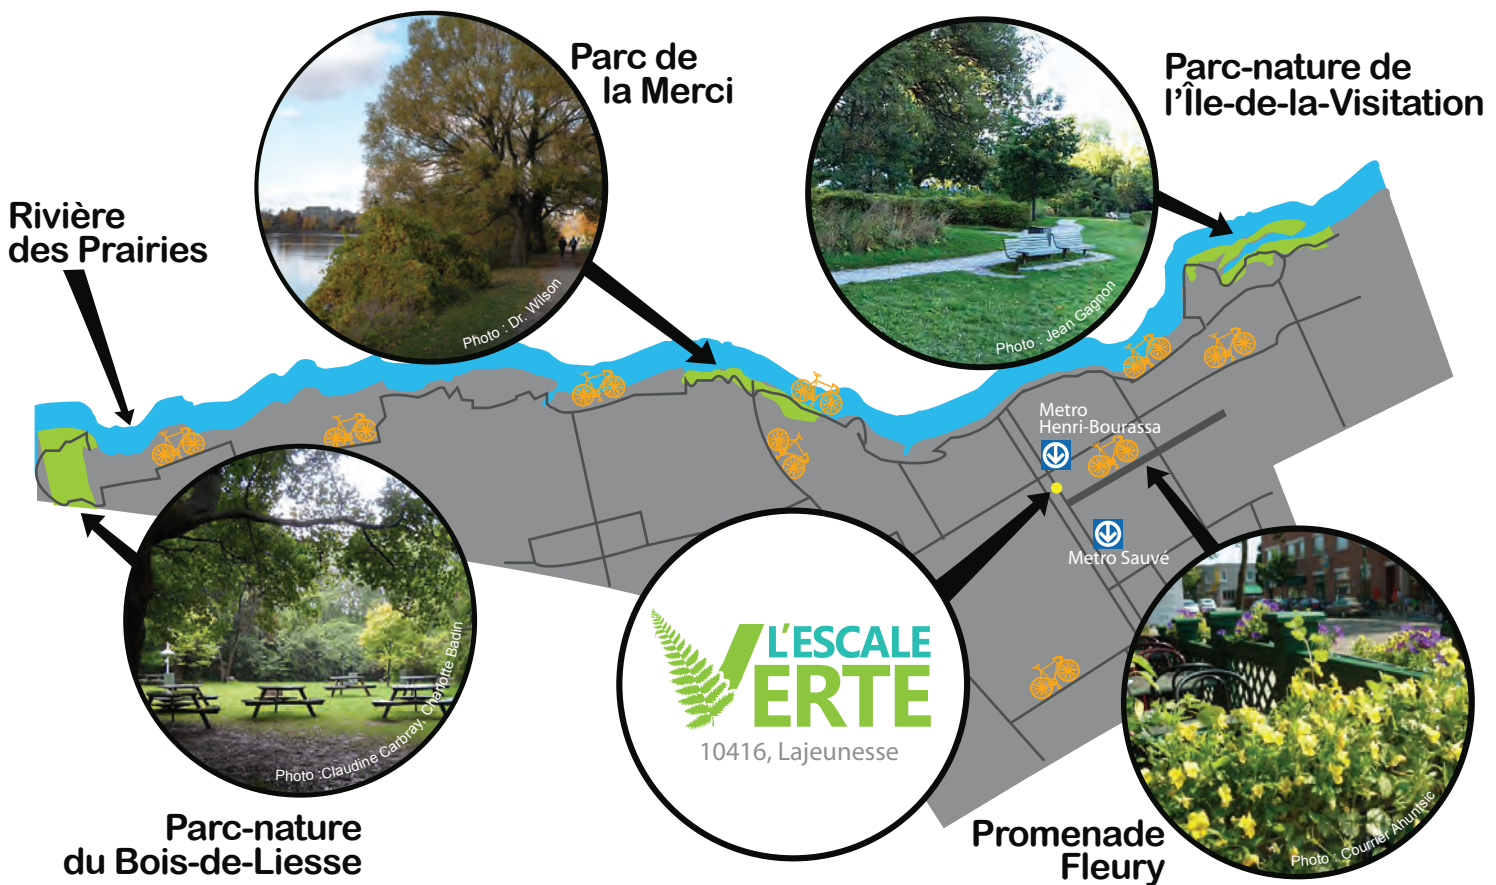 Parc de
la Merci
Parc-nature de
l'Île-de-la-Visitation
Rivière
des Prairies
Photo : Dr. Wilson
Photo : Jean Gagnon
Metro
Henri-Bourassa
Metro Sauvé
L'ESCALE
VERTE
10416, Lajeunesse
Photo :Claudine Carbray, Charlotte Badin
Parc-nature
du Bois-de-Liesse
Promenade
Fleury
Photo : Courrier Ahuntsic